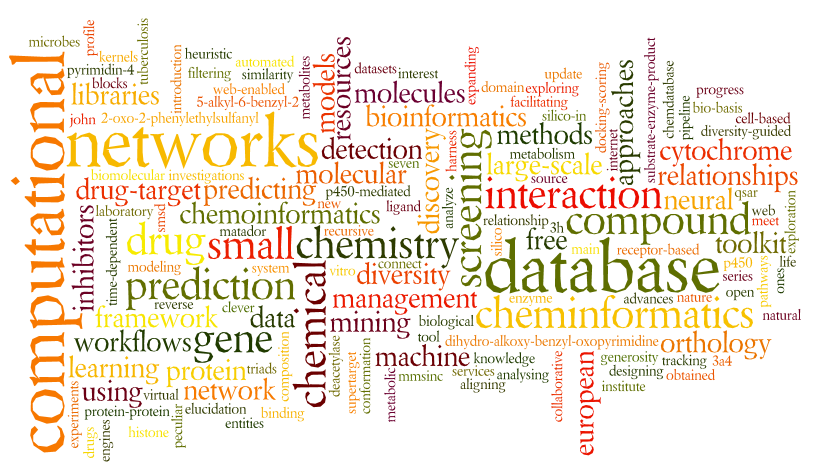 computational
networks
database
microbes
profile
kernels
tuberculosis
pyrimidin-4
blocks
libraries
john
2-oxo-2-phenylethylsulfanyl
introduction
heuristic
filtering
automated
similarity
web-enabled
5-alkyl-6-benzyl-2
metabolites
models
resources
datasets
interest
molecules
bioinformatics
expanding
domain
update
exploring
facilitating
silico-in
methods
docking-scoring
internet
approaches
substrate-enzyme-product
chemdatabase
pipeline
progress
bio-basis
cell-based
diversity-guided
cytochrome
relationships
biomolecular
investigations
detection
molecular
seven
discovery
harness
analyze
screening
metabolism
large-scale
source
interaction
neural
qsar
drug-target
predicting
p450-mediated
new
ligand
inhibitors
laboratory
time-dependent
smsd
chemoinformatics
matador
recursive
relationship
3h
compound
web
meet
exploration
drug
small
chemistry
silico
free
main
receptor-based
toolkit
modeling
system
vitro
connect
p450
pathways
life
ones
series
open
prediction
reverse
clever
chemical
diversity
management
enzyme
advances
nature
natural
framework
data
mining
biological
cheminformatics
workflows
gene
tool
dihydro-alkoxy-benzyl-oxopyrimidine
orthology
learning
protein
triads
composition
deacetylase
supertarget
conformation
machine
knowledge
generosity
tracking
3a4
mmsinc
services
analysing
aligning
designing
obtained
institute
collaborative
european
experiments
using
virtual
network
metabolic
drugs
engines
protein-protein
histone
peculiar
elucidation
entities
binding